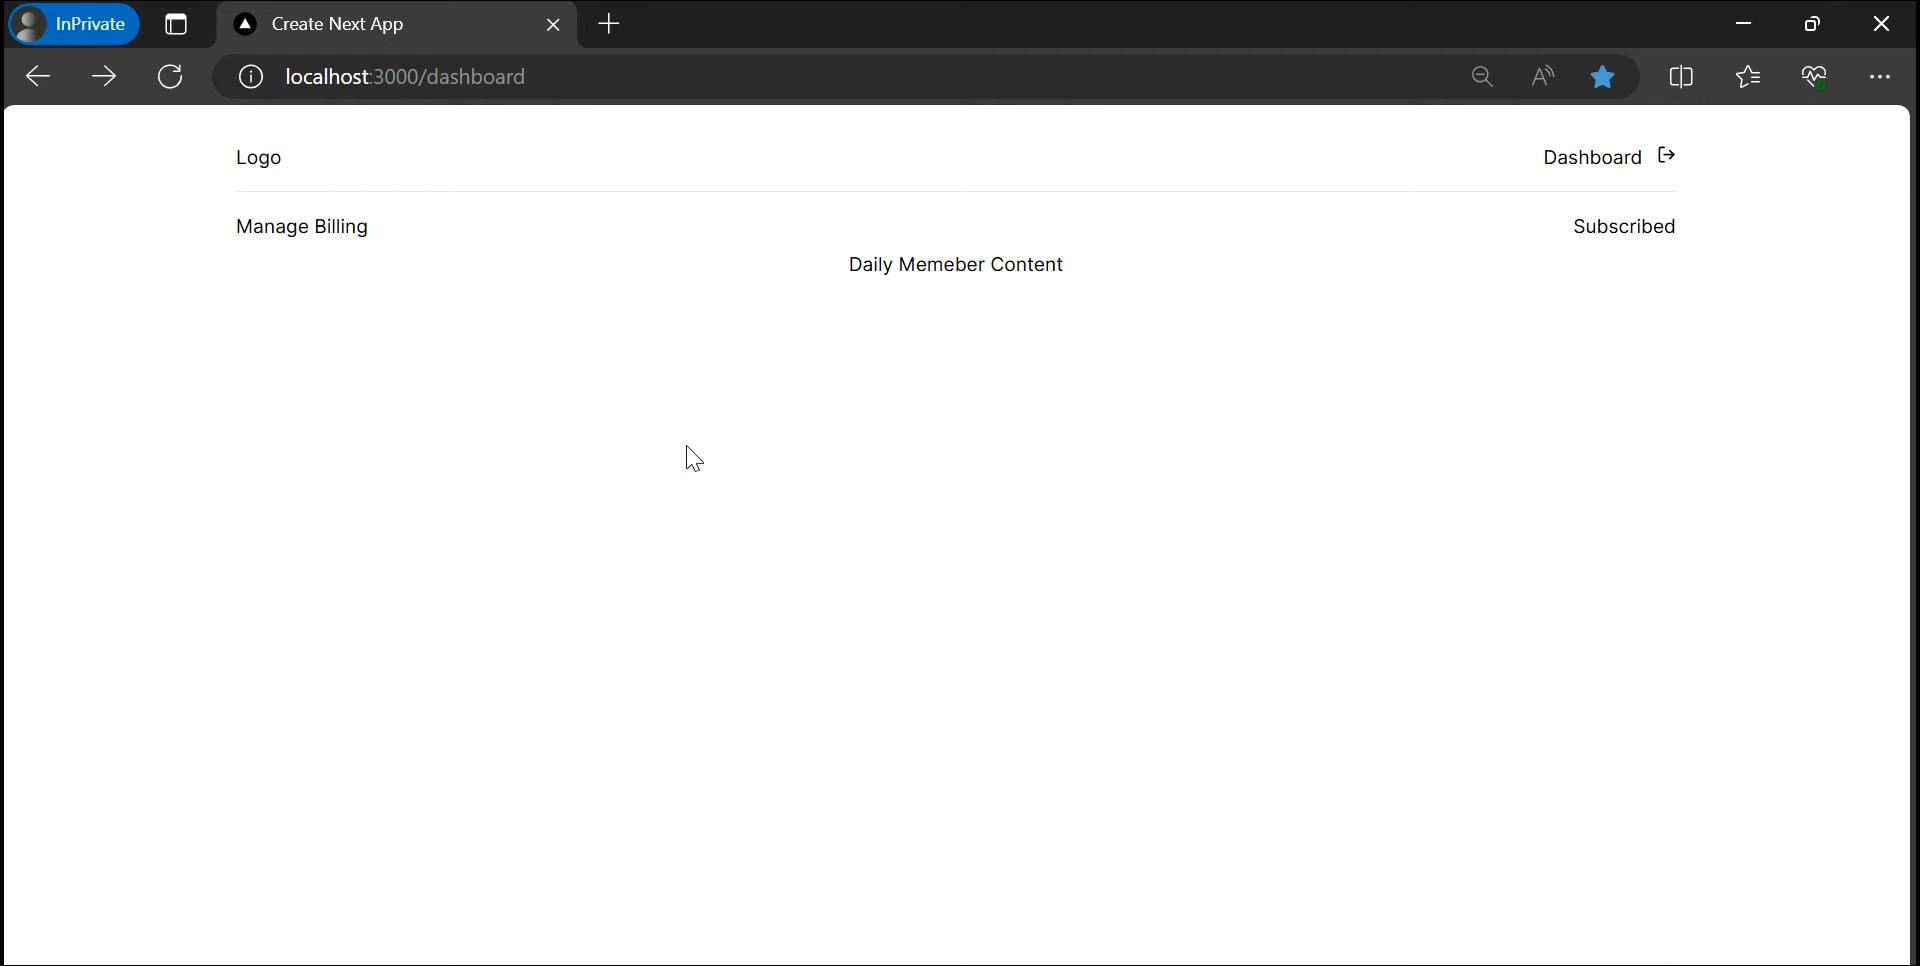 InPrivate
Create Next App
localhost:3000/dashboard
Logo
Dashboard
Manage Billing
Subscribed
Daily Memeber Content